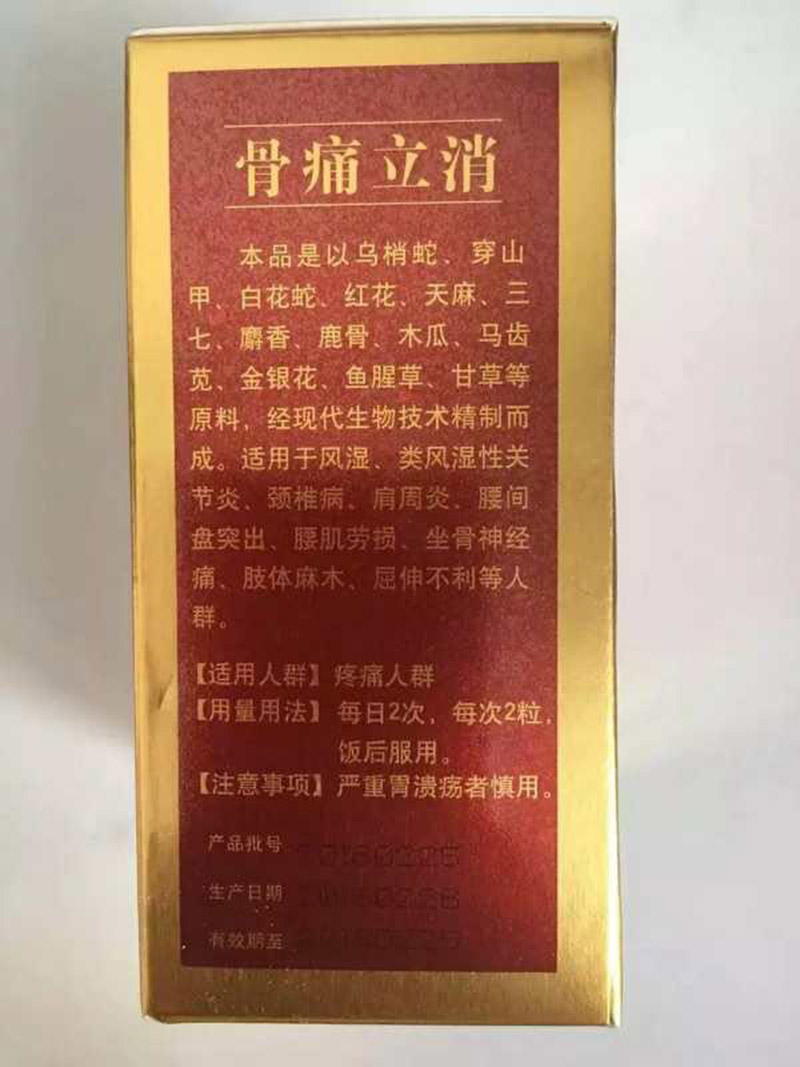 骨痛立消
本品是以乌梢蛇、穿山
甲、白花蛇、红花、天麻、三
七、麝香、鹿骨、木瓜、马齿
苋、金银花、鱼腥草、甘草等
原料，经现代生物技术精制而
成。适用于风湿、类风湿性关
节炎、颈椎病、肩周炎、腰间
盘突出、腰肌劳损、坐骨神经
痛、肢体麻木、屈伸不利等人
群。
【适用人群】疼痛人群
【用量用法】每日2次，每次2粒，
饭后服用。
【注意事项】严重胃溃疡者慎用。
产品批号 20160226
生产日期
有效期至